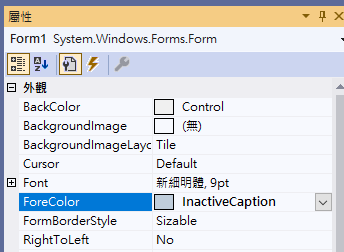 屬性
Form1 System.Windows.Forms.Form
外觀
BackColor Control
BackgroundImage (無)
BackgroundImageLayc Tile
Cursor Default
Font 新細明體, 9pt
ForeColor InactiveCaption
FormBorderStyle Sizable
RightToLeft No